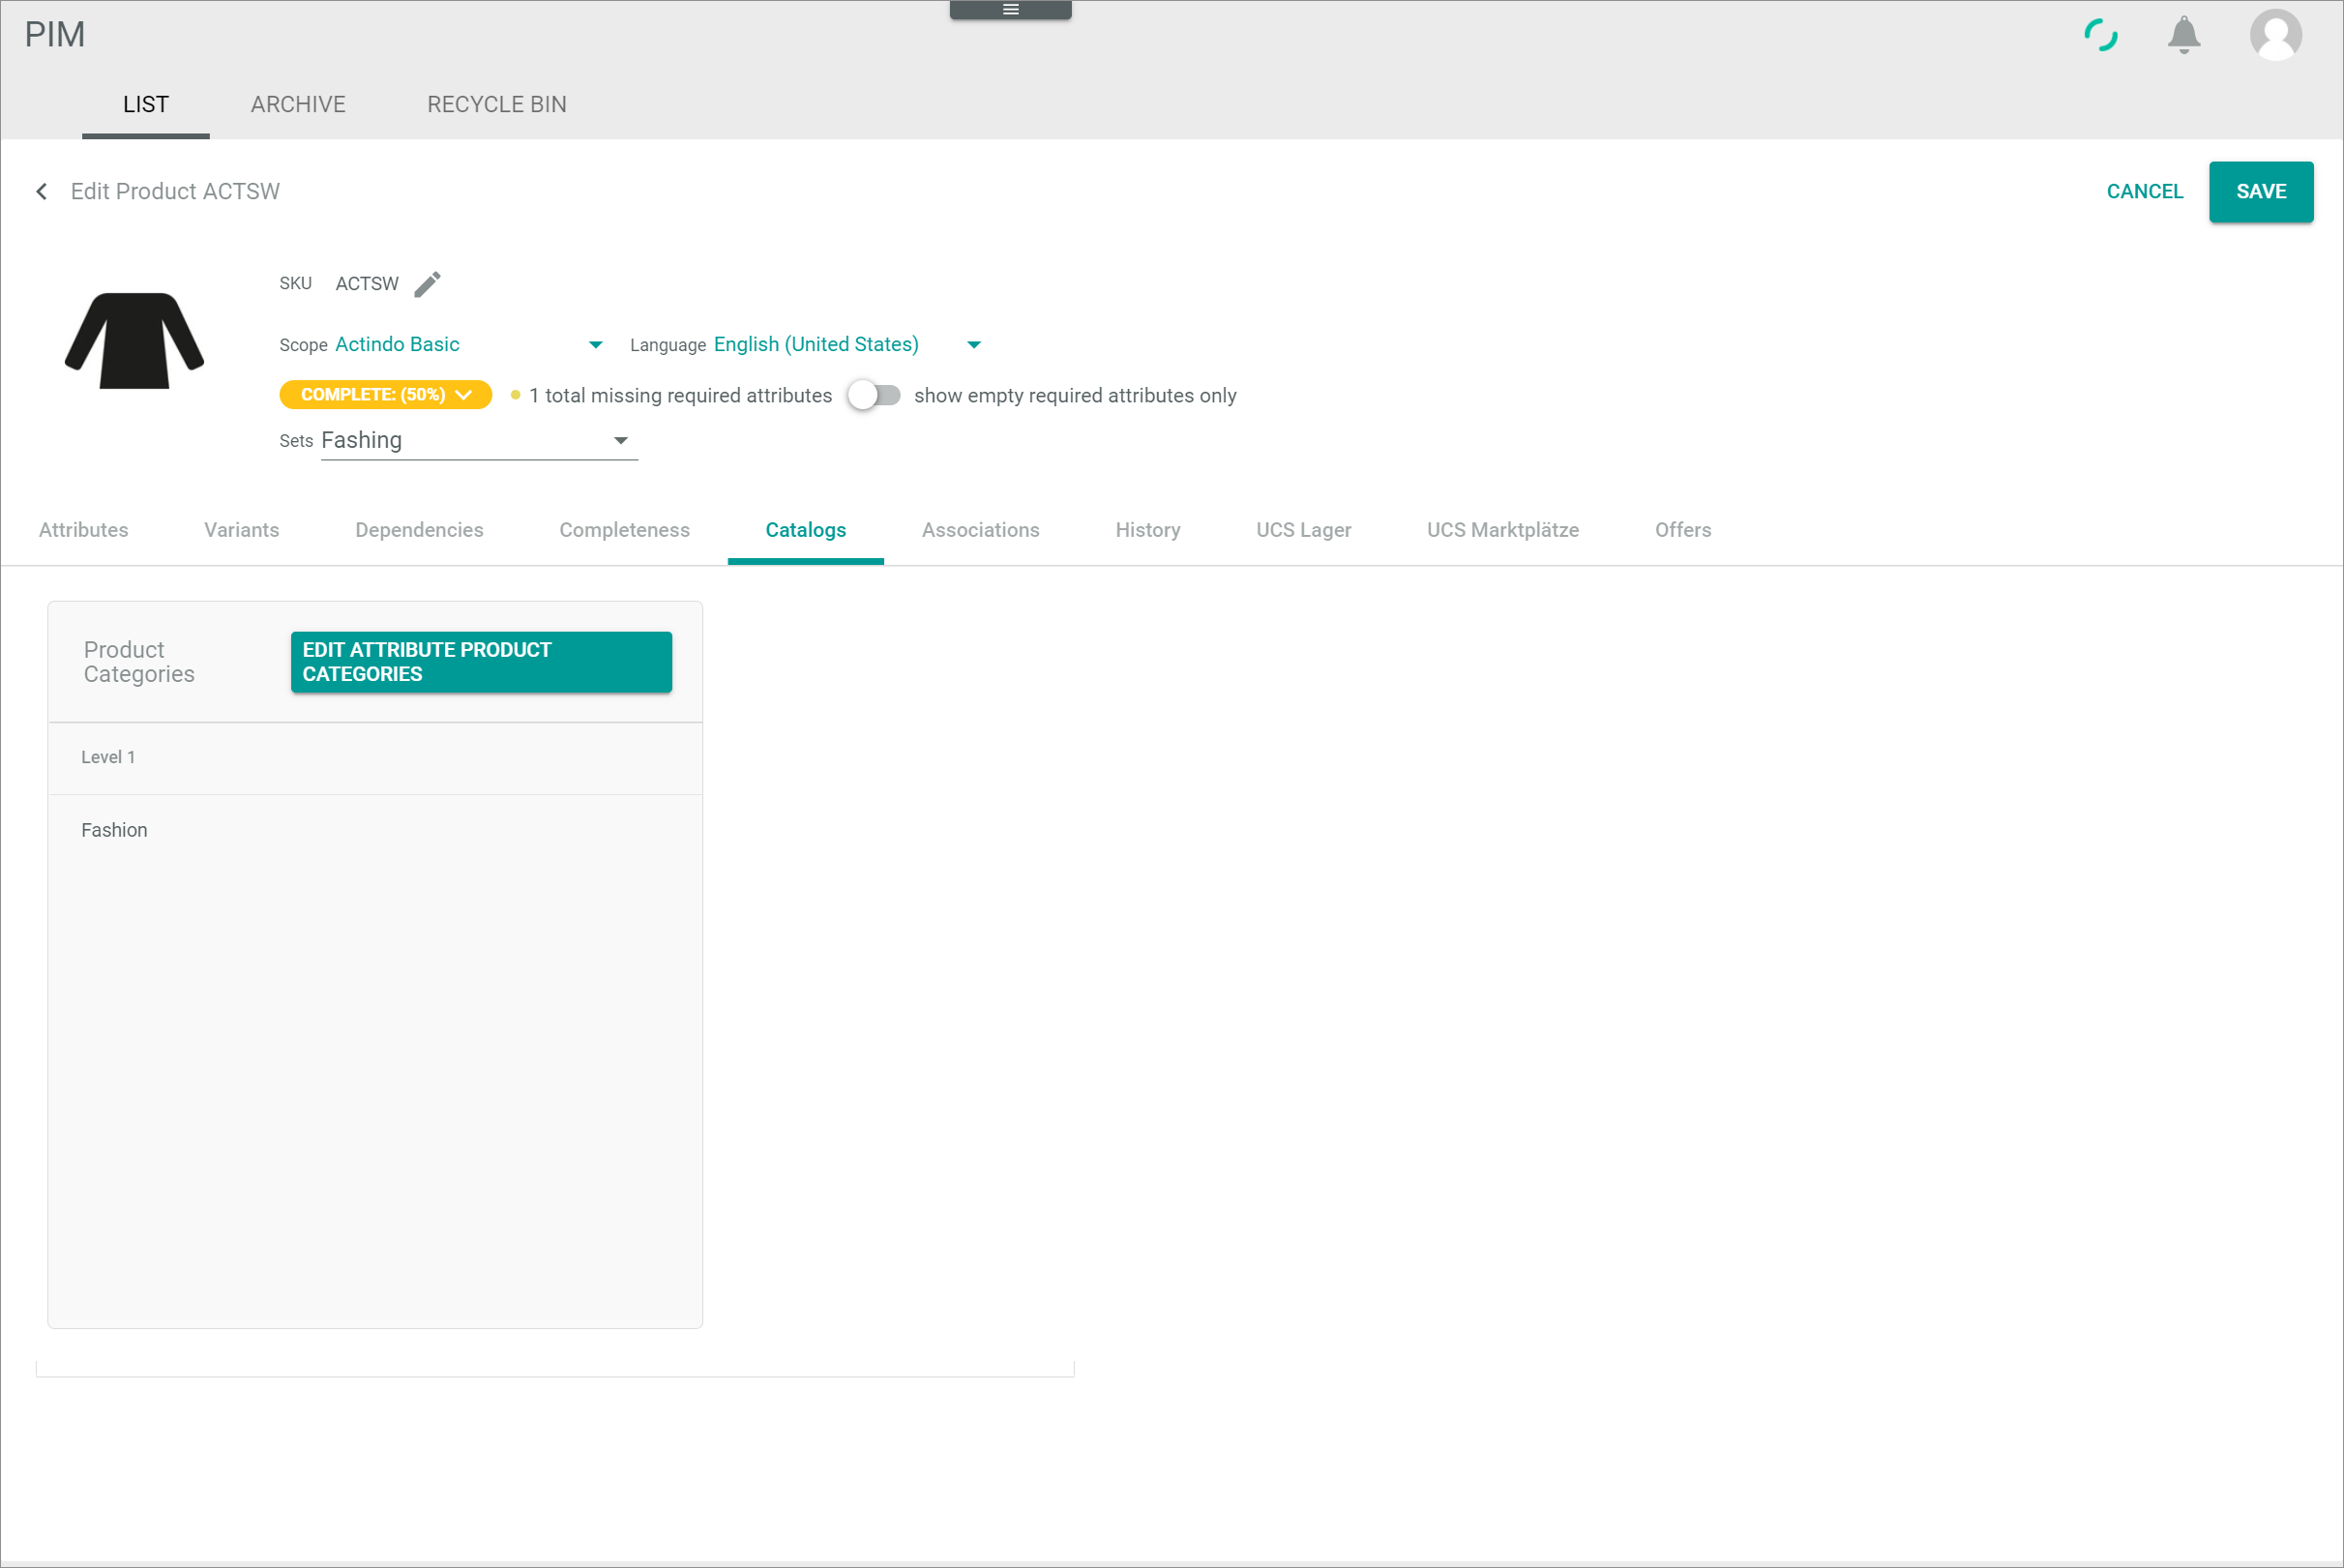 PIM
LIST ARCHIVE RECYCLE BIN
Edit Product ACTSW
CANCEL SAVE
SKU ACTSW
Scope Actindo Basic Language English (United States)
COMPLETE: (50%) 1 total missing required attributes show empty required attributes only
Sets Fashing
Attributes Variants Dependencies Completeness Catalogs Associations History UCS Lager UCS Marktplätze Offers
Product
Categories
EDIT ATTRIBUTE PRODUCT
CATEGORIES
Level 1
Fashion